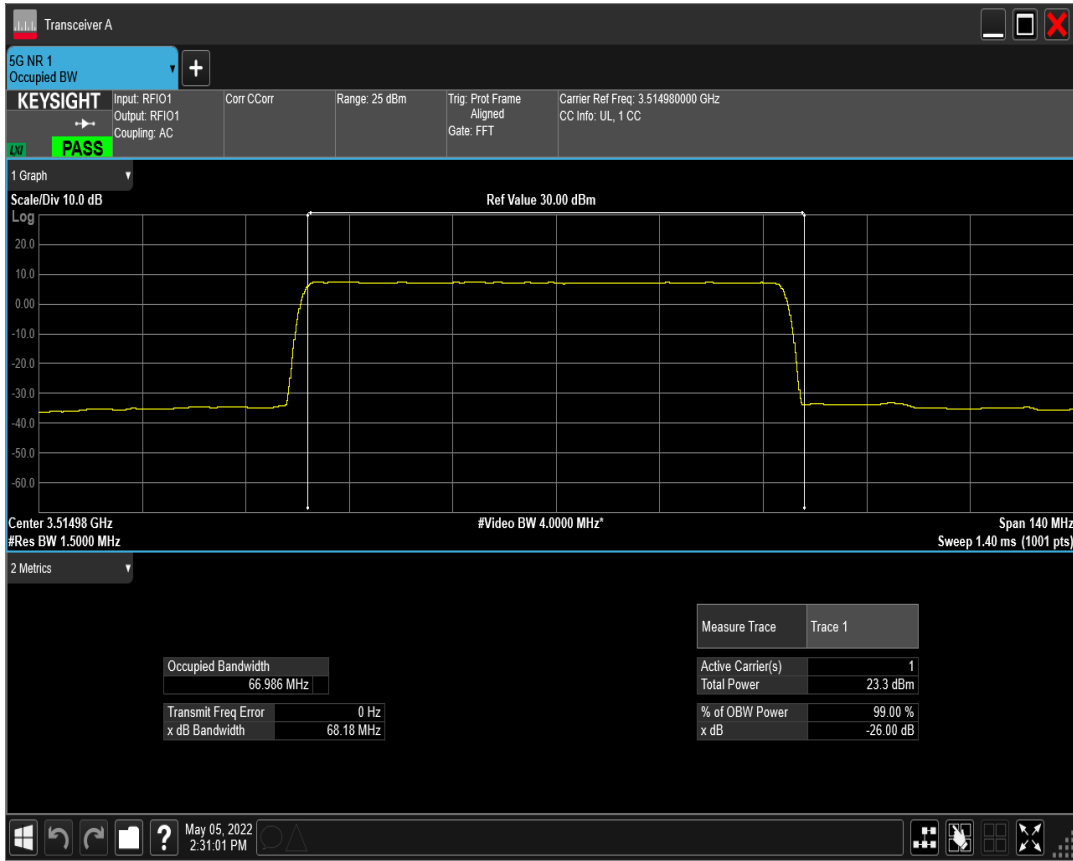 Transceiver A
5G NR 1
Occupied BW
KEYSIGHT
LXI
PASS
Input: RFIO1
Output: RFIO1
Coupling: AC
Corr CCorr
Range: 25 dBm
Trig: Prot Frame
Aligned
Gate: FFT
Carrier Ref Freq: 3.514980000 GHz
CC Info: UL, 1 CC
1 Graph
Scale/Div 10.0 dB
Ref Value 30.00 dBm
Log
20.0
10.0
0.00
-10.0
-20.0
-30.0
-40.0
-50.0
-60.0
Center 3.51498 GHz
#Video BW 4.0000 MHz*
Span 140 MHz
#Res BW 1.5000 MHz
Sweep 1.40 ms (1001 pts)
2 Metrics
Measure Trace Trace 1
Occupied Bandwidth
66.986 MHz
Active Carrier(s) 1
Total Power 23.3 dBm
Transmit Freq Error 0 Hz
x dB Bandwidth 68.18 MHz
% of OBW Power 99.00 %
x dB -26.00 dB
?
May 05, 2022
2:31:01 PM